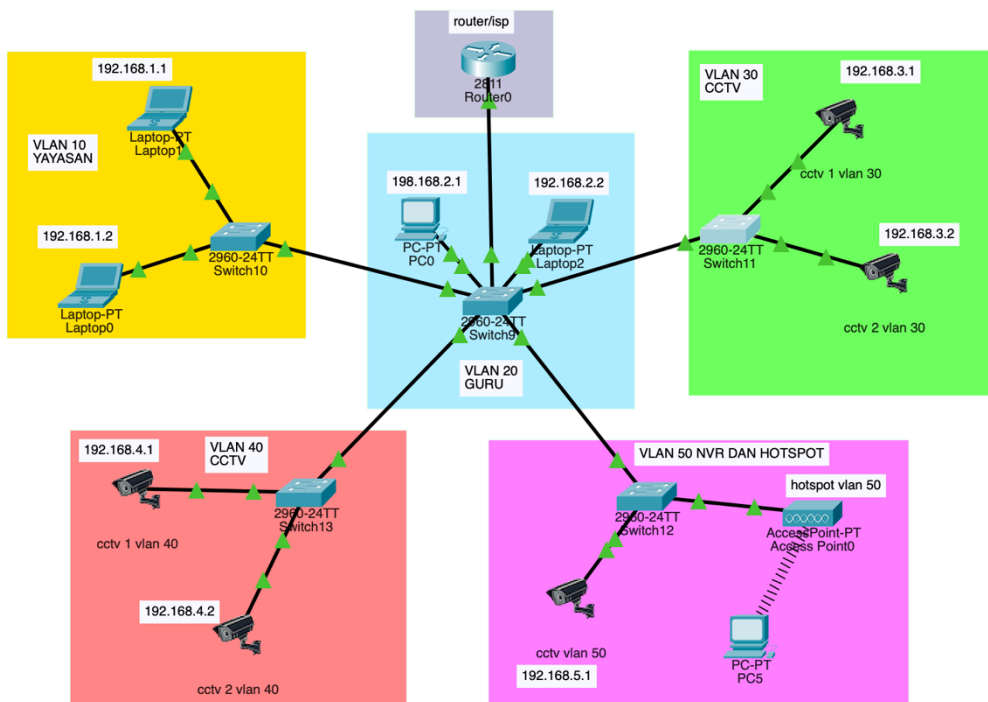 router/isp
2811
Router0
192.168.1.1
Laptop-PT
Laptop1
VLAN 10
YAYASAN
192.168.1.2
Laptop-PT
Laptop0
2960-24TT
Switch10
198.168.2.1
PC-PT
PC0
192.168.2.2
Laptop-PT
Laptop2
2960-24TT
Switch9
VLAN 20
GURU
VLAN 30
CCTV
192.168.3.1
cctv 1 vlan 30
2960-24TT
Switch11
192.168.3.2
cctv 2 vlan 30
192.168.4.1
VLAN 40
CCTV
2960-24TT
Switch13
cctv 1 vlan 40
192.168.4.2
cctv 2 vlan 40
VLAN 50 NVR DAN HOTSPOT
hotspot vlan 50
2960-24TT
Switch12
AccessPoint-PT
Access Point0
cctv vlan 50
192.168.5.1
PC-PT
PC5